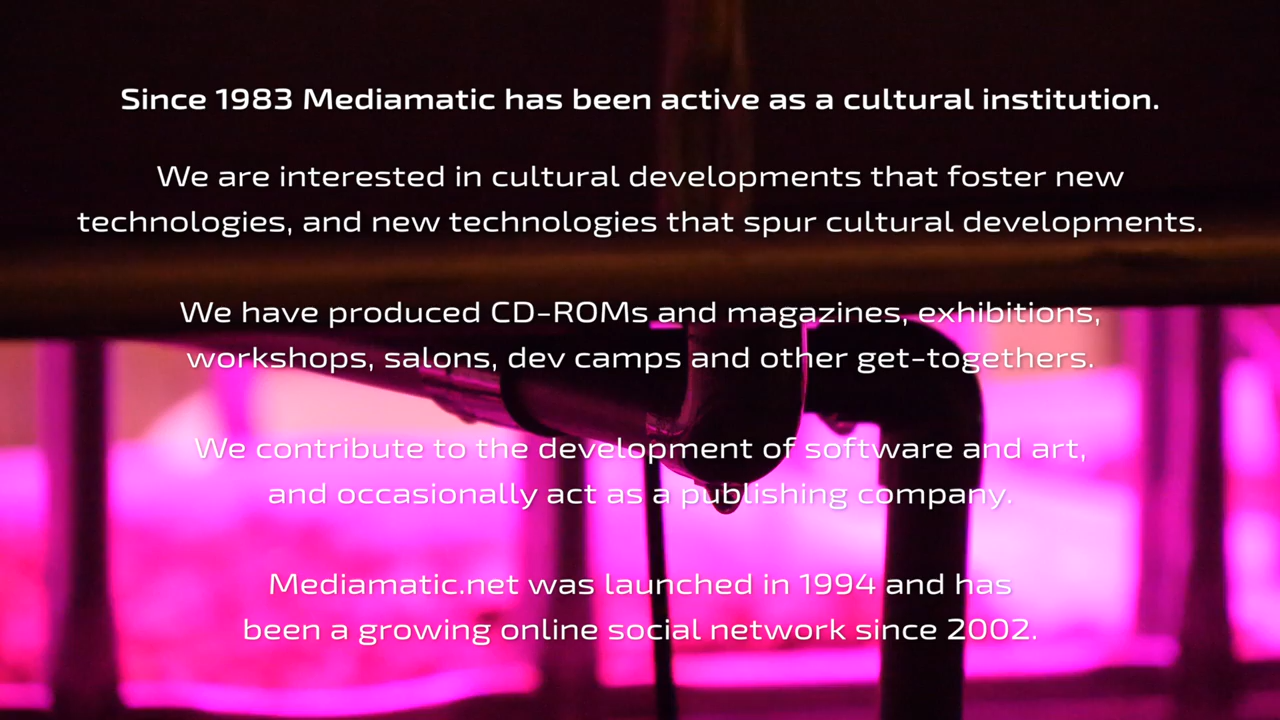 Since 1983 Mediamatic has been active as a cultural institution.
We are interested in cultural developments that foster new
technologies, and new technologies that spur cultural developments.
We have produced CD-ROMs and magazines, exhibitions,
workshops, salons, dev camps and other get-togethers.
We contribute to the development of software and art,
and occasionally act as a publishing company.
Mediamatic.net was launched in 1994 and has
been a growing online social network since 2002.